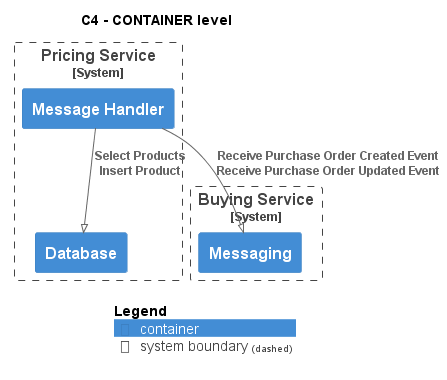 C4 - CONTAINER level
Pricing Service
[System]
Message Handler
Select Products
Insert Product
Receive Purchase Order Created Event
Receive Purchase Order Updated Event
Buying Service
[System]
Database
Messaging
Legend
container
system boundary (dashed)